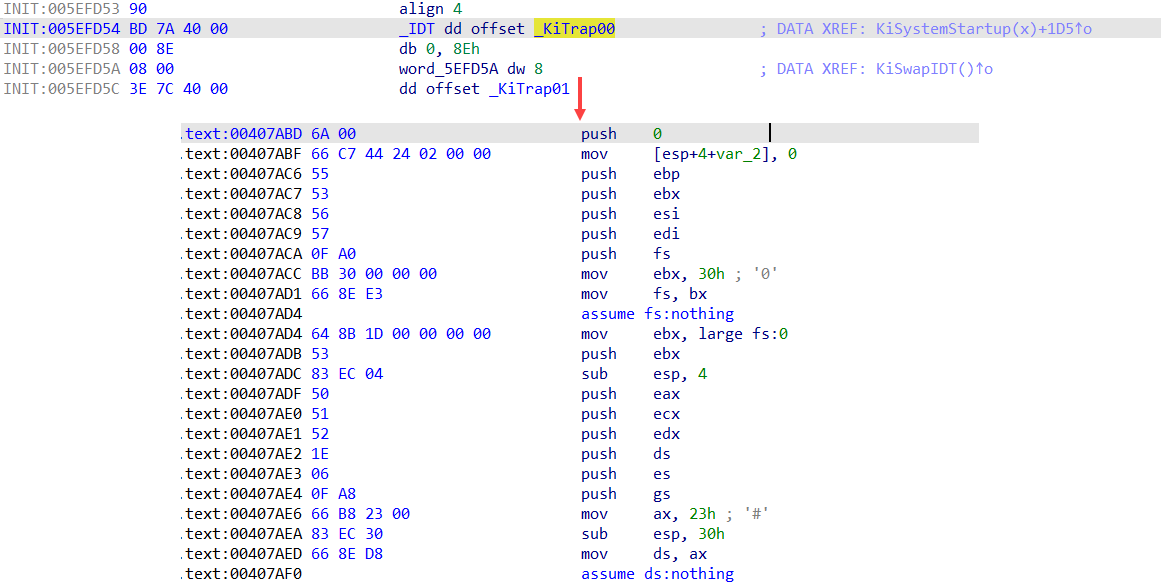 INIT:005EFD53 90 align 4
INIT:005EFD54 BD 7A 40 00 _IDT dd offset _KiTrap00 ; DATA XREF: KiSystemStartup(x)+1D5↑o
INIT:005EFD58 00 8E db 0, 8Eh
INIT:005EFD5A 08 00 word_5EFD5A dw 8 ; DATA XREF: KiSwapIDT()↑o
INIT:005EFD5C 3E 7C 40 00 dd offset _KiTrap01
.text:00407ABD 6A 00 push 0
.text:00407ABF 66 C7 44 24 02 00 00 mov [esp+4+var_2], 0
.text:00407AC6 55 push ebp
.text:00407AC7 53 push ebx
.text:00407AC8 56 push esi
.text:00407AC9 57 push edi
.text:00407ACA 0F A0 push fs
.text:00407ACC BB 30 00 00 00 mov ebx, 30h ; '0'
.text:00407AD1 66 8E E3 mov fs, bx
.text:00407AD4 assume fs:nothing
.text:00407AD4 64 8B 1D 00 00 00 00 mov ebx, large fs:0
.text:00407ADB 53 push ebx
.text:00407ADC 83 EC 04 sub esp, 4
.text:00407ADF 50 push eax
.text:00407AE0 51 push ecx
.text:00407AE1 52 push edx
.text:00407AE2 1E push ds
.text:00407AE3 06 push es
.text:00407AE4 0F A8 push gs
.text:00407AE6 66 B8 23 00 mov ax, 23h ; '#'
.text:00407AEA 83 EC 30 sub esp, 30h
.text:00407AED 66 8E D8 mov ds, ax
.text:00407AF0 assume ds:nothing